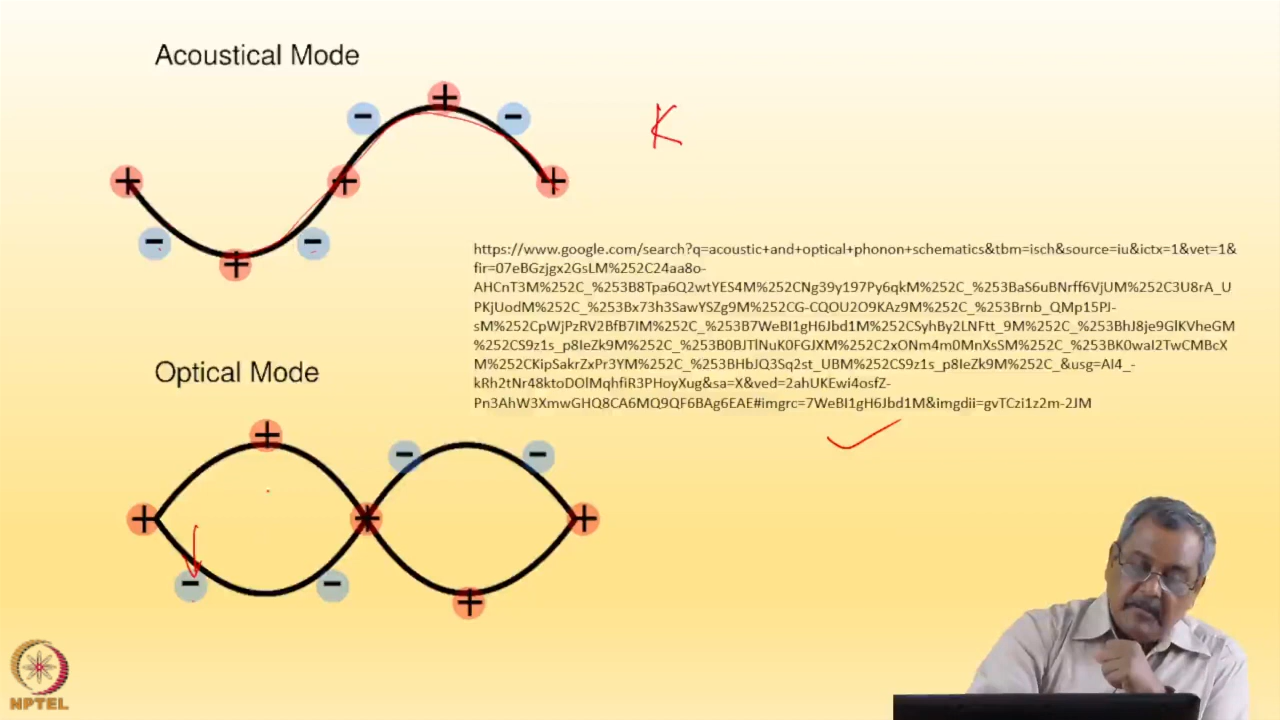 Acoustical Mode
+ - + - + - + - +
K
https://www.google.com/search?q=acoustic+and+optical+phonon+schematics&tbm=isch&source=iu&ictx=1&vet=1&
fir=07eBGzjgx2GsLM%252C24aa8o-
AHCnT3M%252C_%253B8Tpa6Q2wtYES4M%252CNg39y197Py6qkM%252C_%253BaS6uBNrff6VjUM%252C3U8rA_U
PKjUodM%252C_%253Bx73h3SawYSZg9M%252CG-CQOU2O9KAz9M%252C_%253Brnb_QMp15PJ-
sM%252CpWjPzRV2BfB7IM%252C_%253B7WeBI1gH6Jbd1M%252CSyhBy2LNFtt_9M%252C_%253BhJ8je9GlKVheGM
%252CS9z1s_p8IeZk9M%252C_%253B0BJTlNuK0FGJXM%252C2xONm4m0MnXsSM%252C_%253BK0waI2TwCMBcX
M%252CKipSakrZxPr3YM%252C_%253BHbJQ3Sq2st_UBM%252CS9z1s_p8IeZk9M%252C_&usg=AI4_-
kRh2tNr48ktoDOlMqhfiR3PHoyXug&sa=X&ved=2ahUKEwi4osfZ-
Pn3AhW3XmwGHQ8CA6MQ9QF6BAg6EAE#imgrc=7WeBI1gH6Jbd1M&imgdii=gvTCzi1z2m-2JM
Optical Mode
+ - + - + - + - +
NPTEL